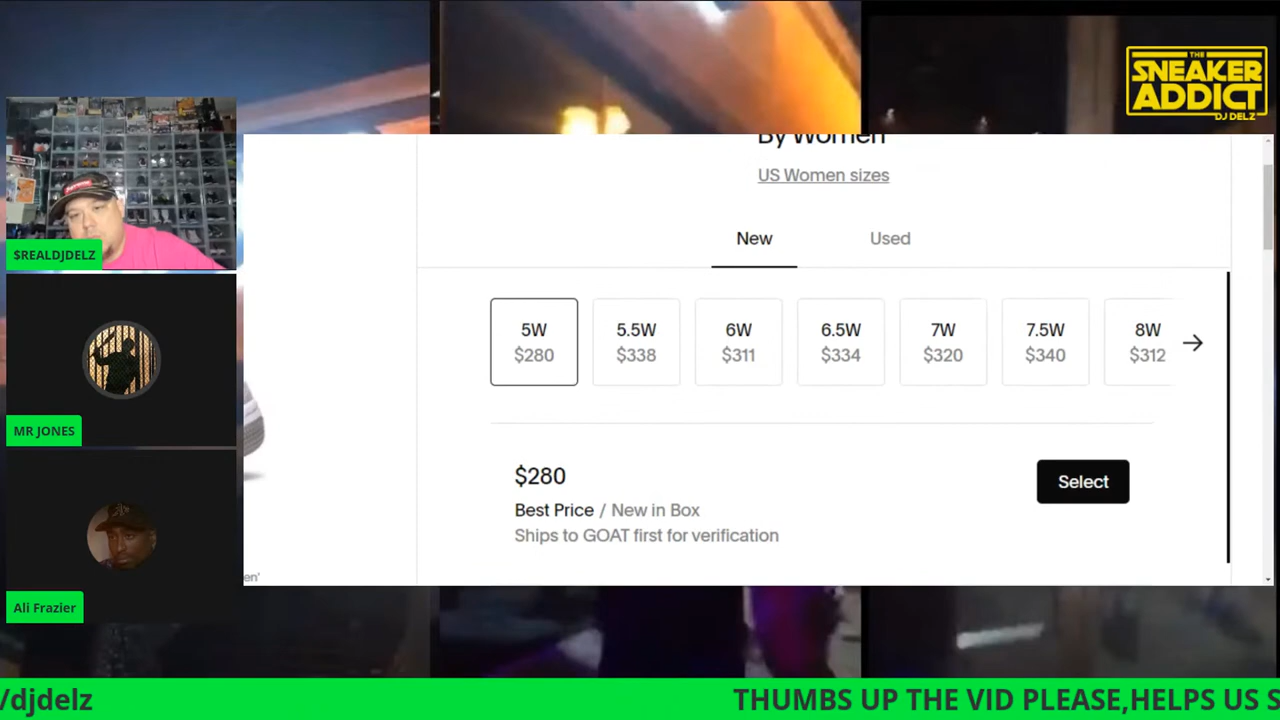 THE
SNEAKER
ADDICT
DJ DELZ
By Women
US Women sizes
New
Used
5W
$280
5.5W
$338
6W
$311
6.5W
$334
7W
$320
7.5W
$340
8W
$312
$280
Best Price / New in Box
Ships to GOAT first for verification
Select
en'
$REALDJDELZ
MR JONES
Ali Frazier
/djdelz
THUMBS UP THE VID PLEASE,HELPS US S